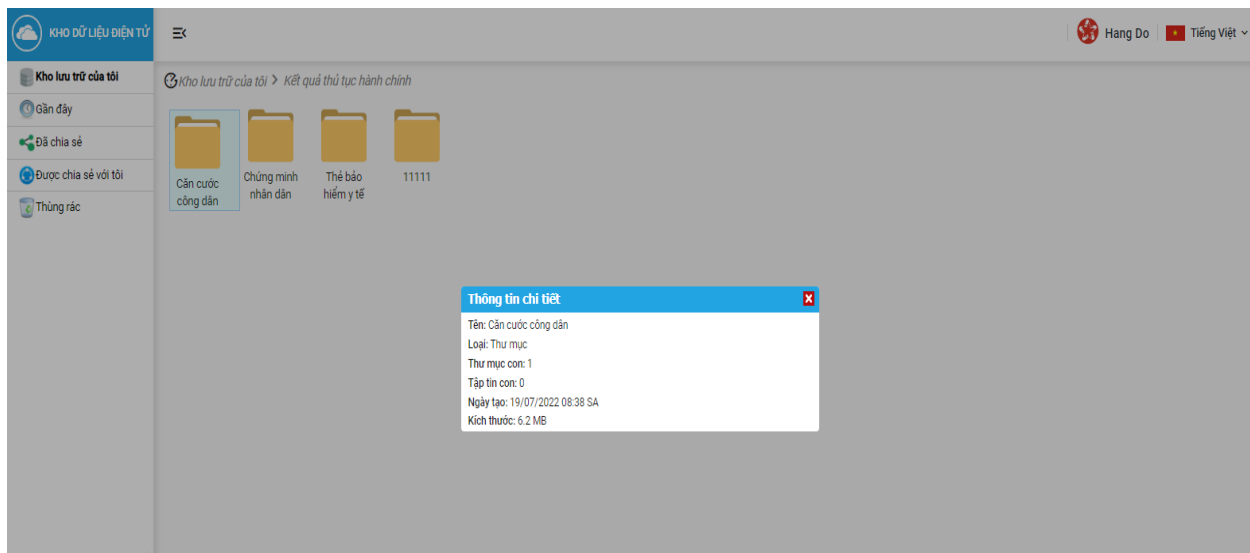 KHO DỮ LIỆU ĐIỆN TỬ
Hang Do
Tiếng Việt
Kho lưu trữ của tôi
Gần đây
Đã chia sẻ
Được chia sẻ với tôi
Thùng rác
Kho lưu trữ của tôi > Kết quả thủ tục hành chính
Căn cước
công dân
Chứng minh
nhân dân
Thẻ bảo
hiểm y tế
11111
Thông tin chi tiết
Tên: Căn cước công dân
Loại: Thư mục
Thư mục con: 1
Tập tin con: 0
Ngày tạo: 19/07/2022 08:38 SA
Kích thước: 6.2 MB